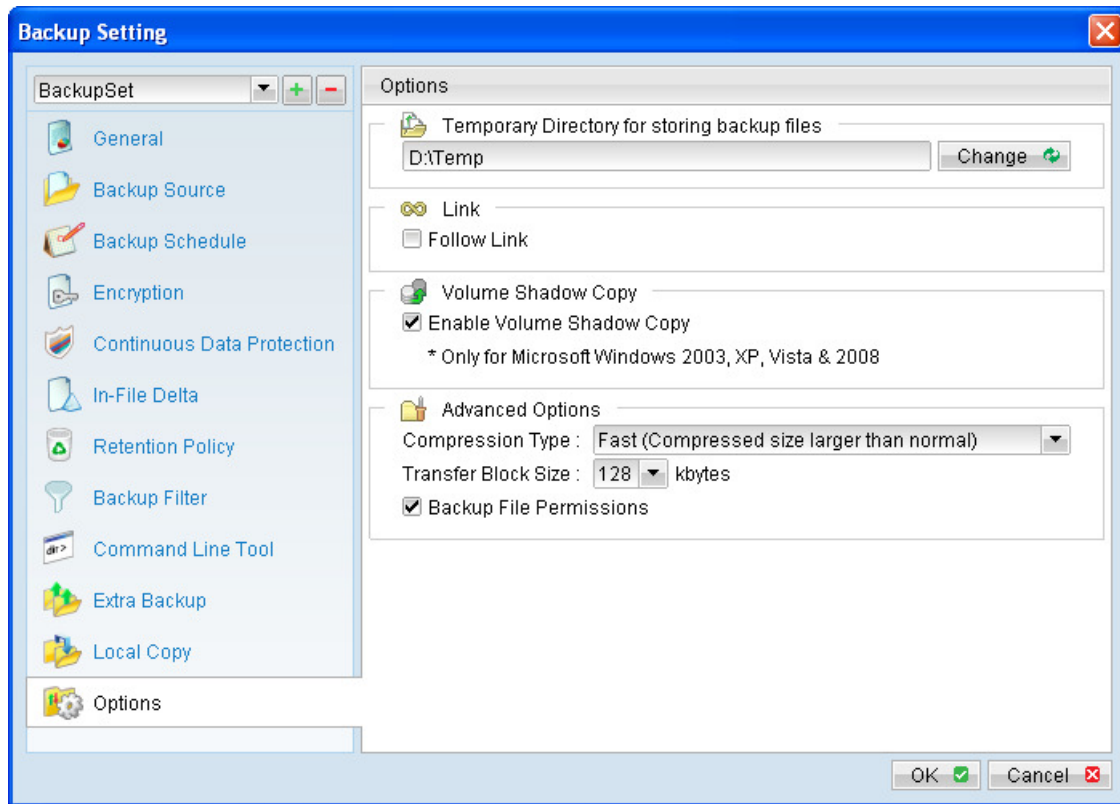 Backup Setting
BackupSet
General
Backup Source
Backup Schedule
Encryption
Continuous Data Protection
In-File Delta
Retention Policy
Backup Filter
dir>
Command Line Tool
Extra Backup
Local Copy
Options
Options
Temporary Directory for storing backup files
D:\Temp
Change
Link
Follow Link
Volume Shadow Copy
Enable Volume Shadow Copy
* Only for Microsoft Windows 2003, XP, Vista & 2008
Advanced Options
Compression Type : Fast (Compressed size larger than normal)
Transfer Block Size : 128 kbytes
Backup File Permissions
OK Cancel